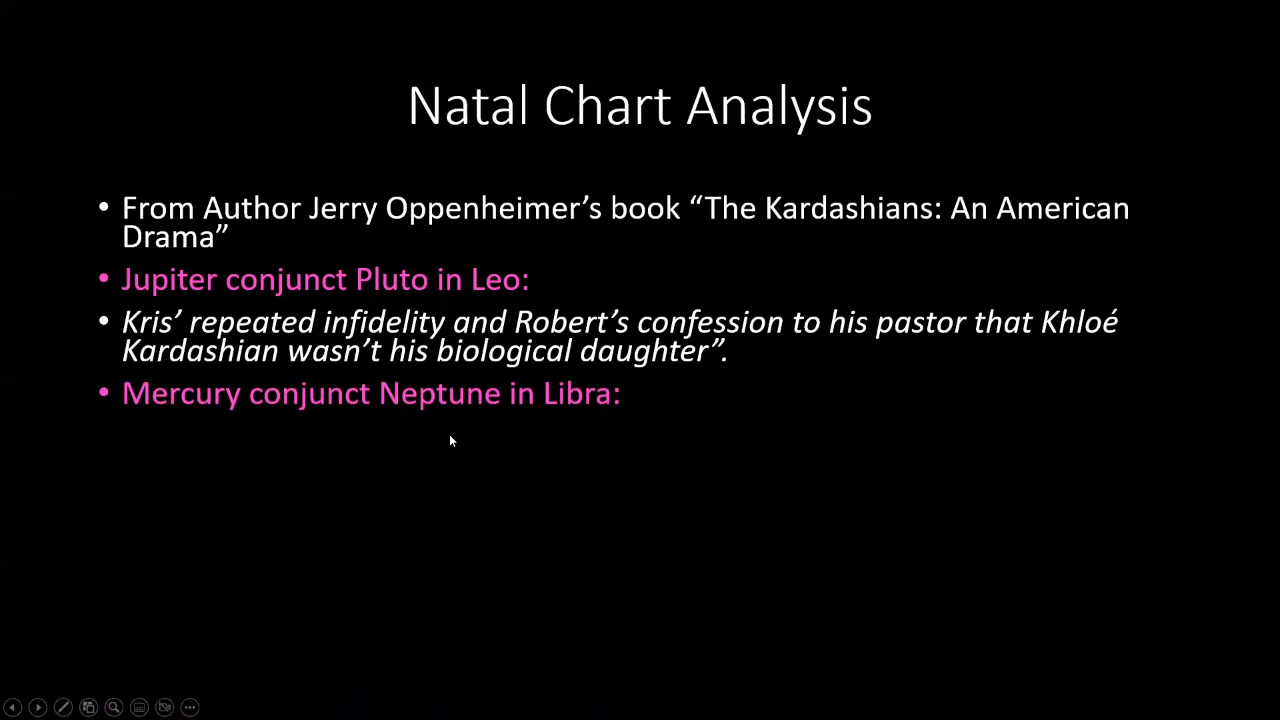 Natal Chart Analysis
• From Author Jerry Oppenheimer’s book “The Kardashians: An American
Drama”
• Jupiter conjunct Pluto in Leo:
• Kris’ repeated infidelity and Robert’s confession to his pastor that Khloé
Kardashian wasn’t his biological daughter”.
• Mercury conjunct Neptune in Libra: